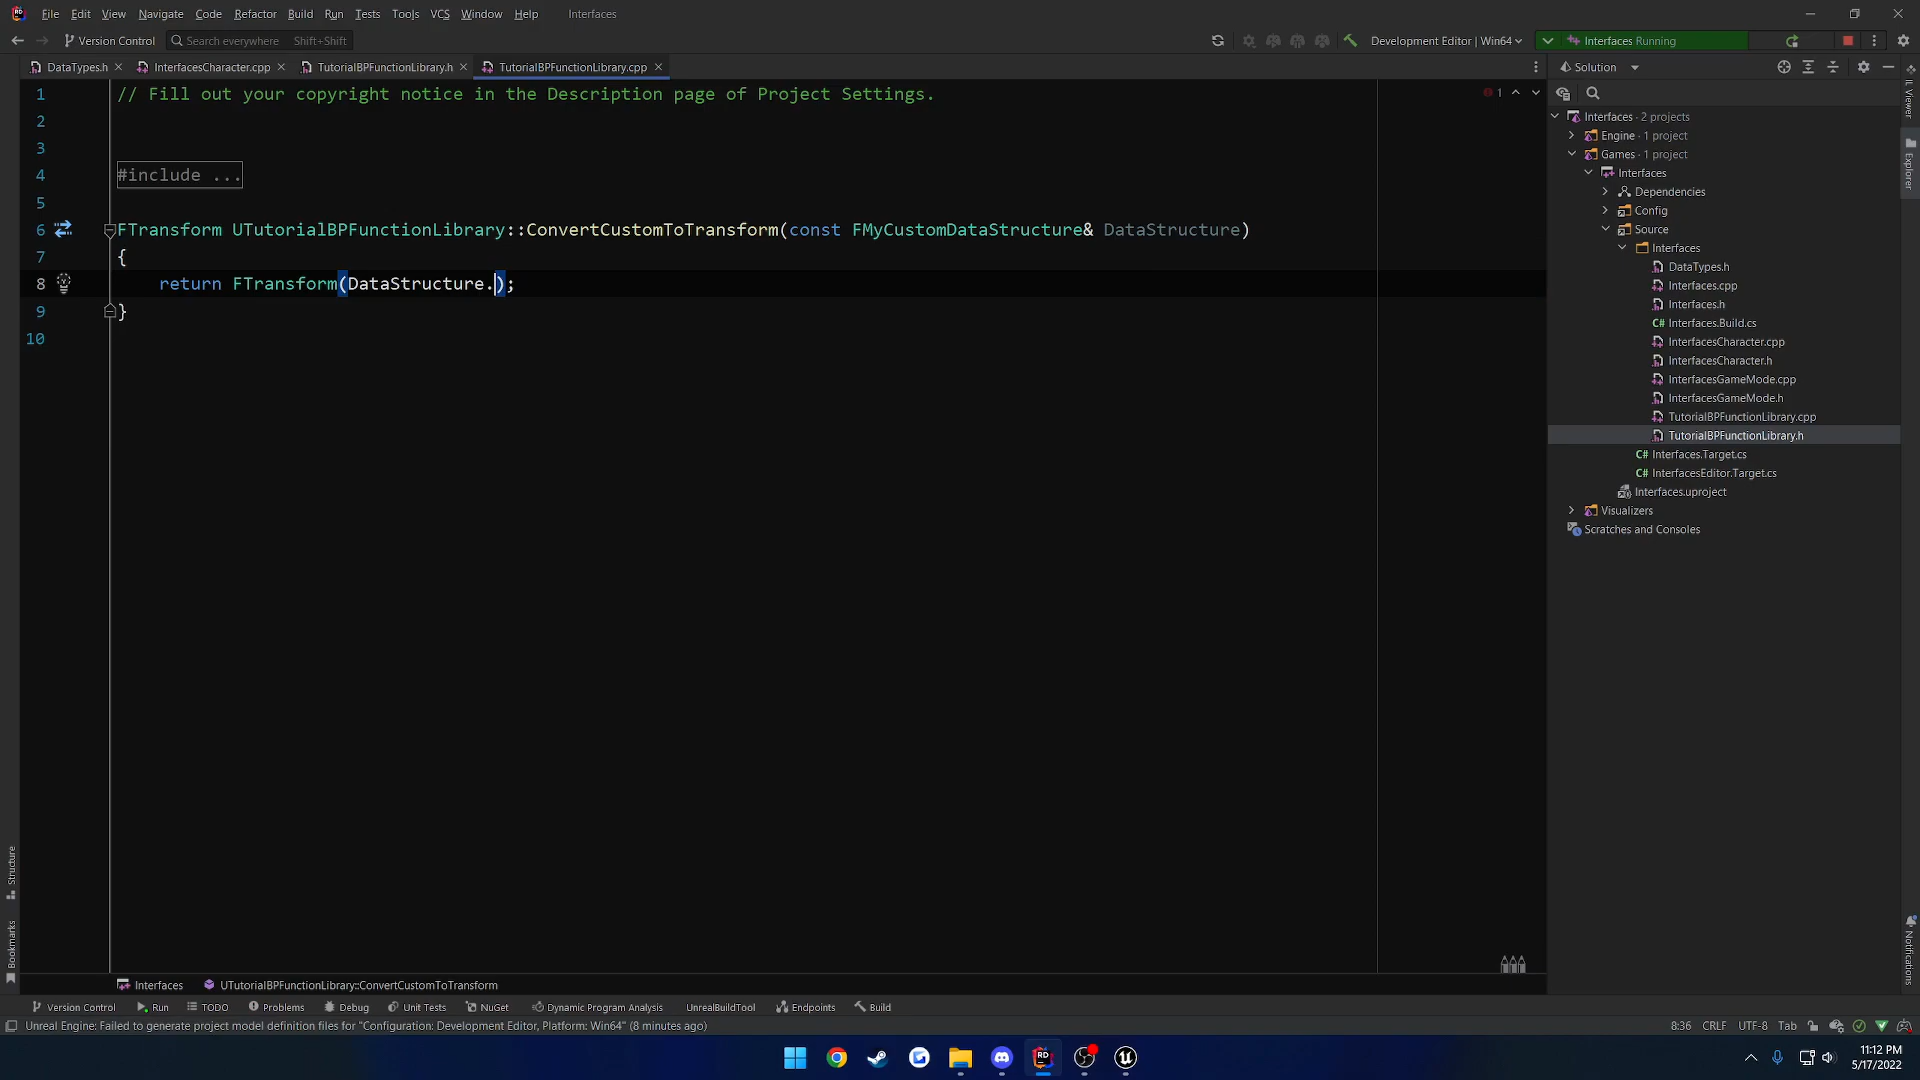 File Edit View Navigate Code Refactor Build Run Tests Tools VCS Window Help Interfaces
Version Control Search everywhere Shift+Shift Development Editor | Win64 Interfaces Running
DataTypes.h InterfacesCharacter.cpp TutorialBPFunctionLibrary.h TutorialBPFunctionLibrary.cpp
Solution
1 // Fill out your copyright notice in the Description page of Project Settings.
1
2
3
4 #include ...
5
6 FTransform UTutorialBPFunctionLibrary::ConvertCustomToTransform(const FMyCustomDataStructure& DataStructure)
7 {
8 return FTransform(DataStructure.);
9 }
10
Interfaces · 2 projects
Engine · 1 project
Games · 1 project
Interfaces
Dependencies
Config
Source
Interfaces
DataTypes.h
Interfaces.cpp
Interfaces.h
C# Interfaces.Build.cs
InterfacesCharacter.cpp
InterfacesCharacter.h
InterfacesGameMode.cpp
InterfacesGameMode.h
TutorialBPFunctionLibrary.cpp
TutorialBPFunctionLibrary.h
C# Interfaces.Target.cs
C# InterfacesEditor.Target.cs
Interfaces.uproject
Visualizers
Scratches and Consoles
IL Viewer
Explorer
Notifications
Structure
Bookmarks
Interfaces UTutorialBPFunctionLibrary::ConvertCustomToTransform
Version Control Run TODO Problems Debug Unit Tests NuGet Dynamic Program Analysis UnrealBuildTool Endpoints Build
Unreal Engine: Failed to generate project model definition files for "Configuration: Development Editor, Platform: Win64" (8 minutes ago) 8:36 CRLF UTF-8 Tab
RD
11:12 PM
5/17/2022